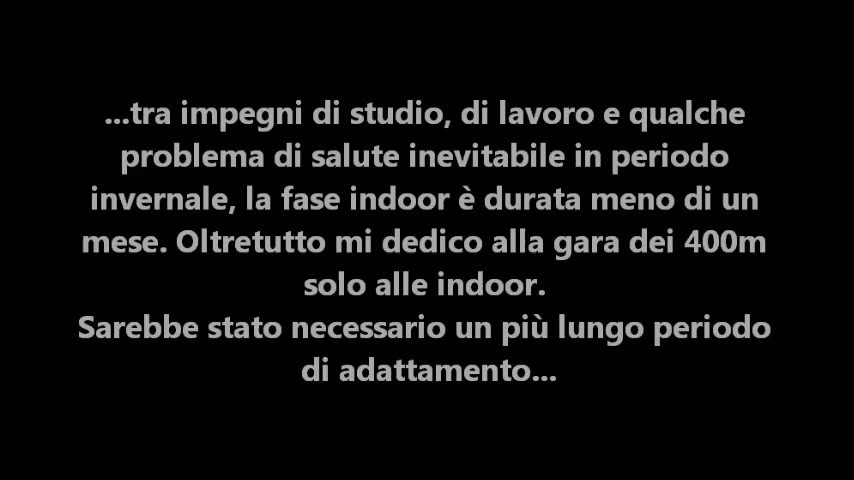 ...tra impegni di studio, di lavoro e qualche
problema di salute inevitabile in periodo
invernale, la fase indoor è durata meno di un
mese. Oltretutto mi dedico alla gara dei 400m
solo alle indoor.
Sarebbe stato necessario un più lungo periodo
di adattamento...